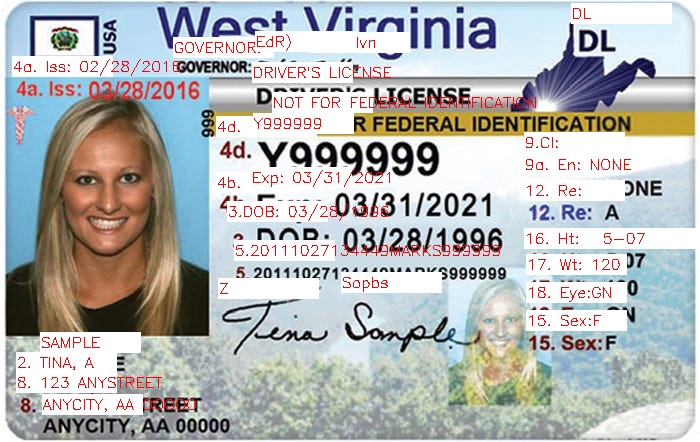 West Virginia
USA
DL
DL
GOVERNOR:
EdR)
lvn
GOVERNOR:
4a. Iss: 02/28/2016
4a. Iss: 03/28/2016
DRIVER'S LICENSE
DRIVER'S LICENSE
NOT FOR FEDERAL IDENTIFICATION
R FEDERAL IDENTIFICATION
999
4d.
Y999999
4d. Y999999
4b.
Exp: 03/31/2021
4b. Exp: 03/31/2021
3.DOB: 03/28/1996
3. DOB: 03/28/1996
5.20111027134449MARKS999999
5. 20111027134449MARKS999999
9.Cl:
9a. En: NONE
12. Re:
ONE
12. Re: A
16. Ht: 5-07
07
17. Wt: 120
18. Eye:GN
GN
15. Sex:F
15. Sex:F
Z
Sopbs
Tina Sample
SAMPLE
2. TINA, A
8. 123 ANYSTREET
8. ANYCITY, AA 00000
ANYCITY, AA 00000